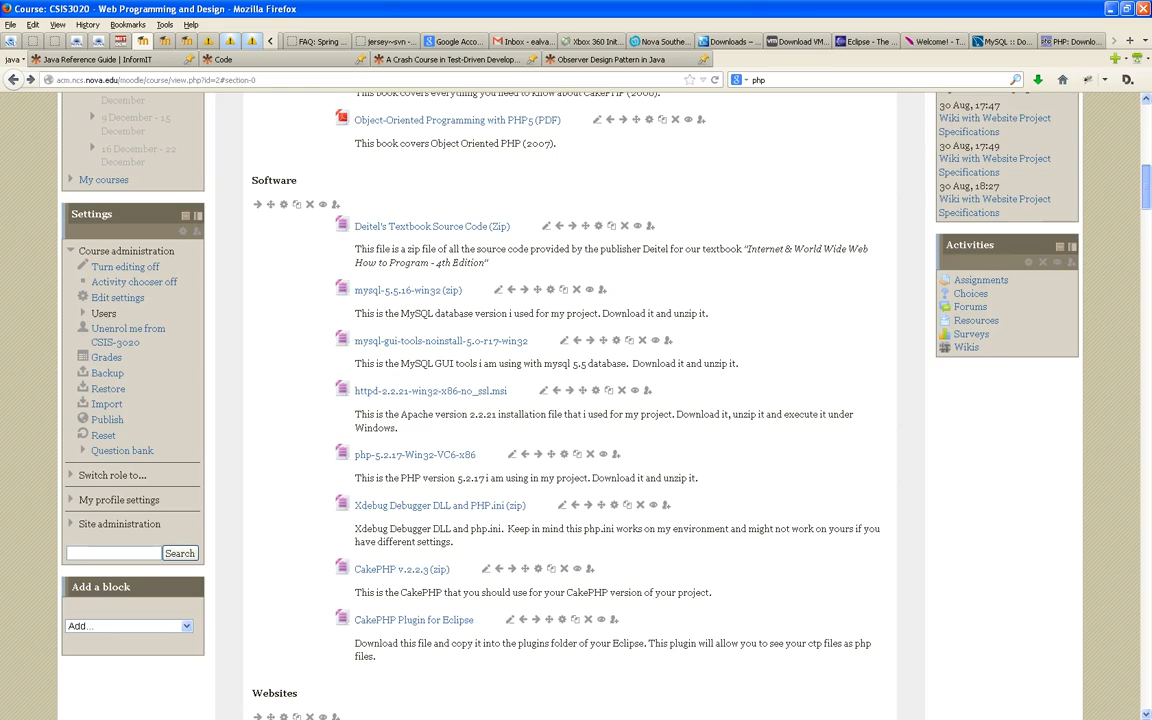 Course: CSIS3020 - Web Programming and Design - Mozilla Firefox
File Edit View History Bookmarks Tools Help
FAQ: Spring ...
jersey~svn - ...
Google Acco...
Inbox - ealva...
Xbox 360 Init...
Nova Southe...
Downloads – ...
Download VM...
Eclipse - The ...
Welcome! - T...
MySQL :: Do...
PHP: Downlo...
java
Java Reference Guide | InformIT
Code
A Crash Course in Test-Driven Develop...
Observer Design Pattern in Java
acm.ncs.nova.edu/moodle/course/view.php?id=2#section-0
php
December
9 December - 15
December
16 December - 22
December
My courses
Settings
Course administration
Turn editing off
Activity chooser off
Edit settings
Users
Unenrol me from
CSIS-3020
Grades
Backup
Restore
Import
Publish
Reset
Question bank
Switch role to...
My profile settings
Site administration
Search
Add a block
Add...
This book covers everything you need to know about CakePHP (2008).
Object-Oriented Programming with PHP5 (PDF)
This book covers Object Oriented PHP (2007).
Software
Deitel's Textbook Source Code (Zip)
This file is a zip file of all the source code provided by the publisher Deitel for our textbook "Internet & World Wide Web
How to Program - 4th Edition"
mysql-5.5.16-win32 (zip)
This is the MySQL database version i used for my project. Download it and unzip it.
mysql-gui-tools-noinstall-5.0-r17-win32
This is the MySQL GUI tools i am using with mysql 5.5 database. Download it and unzip it.
httpd-2.2.21-win32-x86-no_ssl.msi
This is the Apache version 2.2.21 installation file that i used for my project. Download it, unzip it and execute it under
Windows.
php-5.2.17-Win32-VC6-x86
This is the PHP version 5.2.17 i am using in my project. Download it and unzip it.
Xdebug Debugger DLL and PHP.ini (zip)
Xdebug Debugger DLL and php.ini. Keep in mind this php.ini works on my environment and might not work on yours if you
have different settings.
CakePHP v.2.2.3 (zip)
This is the CakePHP that you should use for your CakePHP version of your project.
CakePHP Plugin for Eclipse
Download this file and copy it into the plugins folder of your Eclipse. This plugin will allow you to see your ctp files as php
files.
Websites
30 Aug, 17:47
Wiki with Website Project
Specifications
30 Aug, 17:49
Wiki with Website Project
Specifications
30 Aug, 18:27
Wiki with Website Project
Specifications
Activities
Assignments
Choices
Forums
Resources
Surveys
Wikis